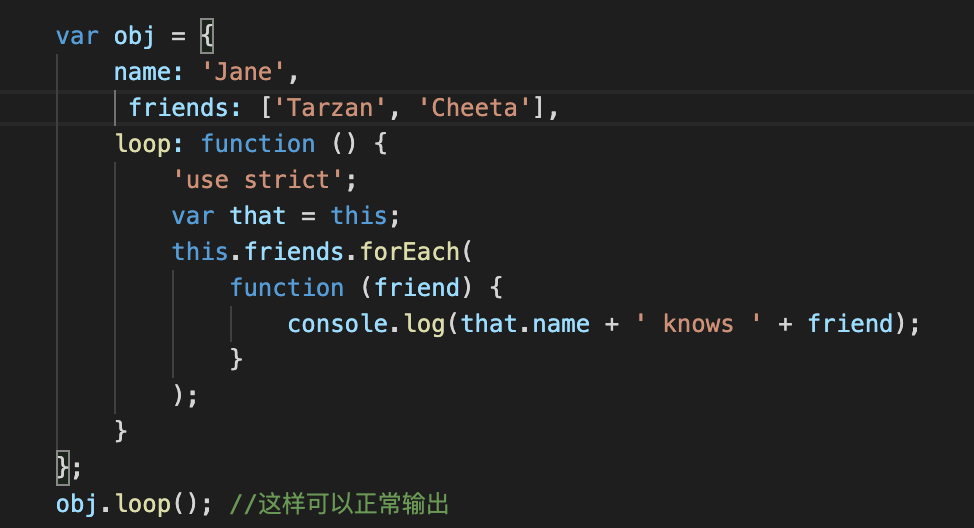 var obj = {
    name: 'Jane',
     friends: ['Tarzan', 'Cheeta'],
    loop: function () {
        'use strict';
        var that = this;
        this.friends.forEach(
            function (friend) {
                console.log(that.name + ' knows ' + friend);
            }
        );
    }
};
obj.loop(); //这样可以正常输出